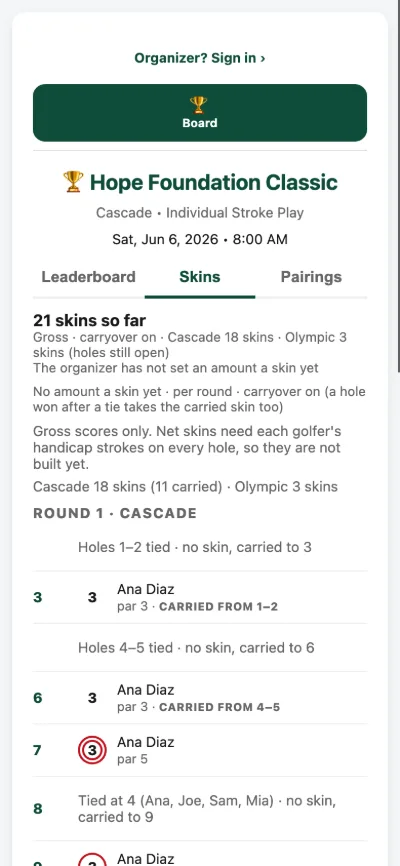 Organizer? Sign in ›
🏆
Board
🏆 Hope Foundation Classic
Cascade • Individual Stroke Play
Sat, Jun 6, 2026 • 8:00 AM
Leaderboard Skins Pairings
21 skins so far
Gross · carryover on · Cascade 18 skins · Olympic 3
skins (holes still open)
The organizer has not set an amount a skin yet
No amount a skin yet · per round · carryover on (a hole
won after a tie takes the carried skin too)
Gross scores only. Net skins need each golfer's
handicap strokes on every hole, so they are not
built yet.
Cascade 18 skins (11 carried) · Olympic 3 skins
ROUND 1 · CASCADE
Holes 1–2 tied · no skin, carried to 3
3 3 Ana Diaz
par 3 · CARRIED FROM 1–2
Holes 4–5 tied · no skin, carried to 6
6 3 Ana Diaz
par 3 · CARRIED FROM 4–5
7 3 Ana Diaz
par 5
8 Tied at 4 (Ana, Joe, Sam, Mia) · no skin,
carried to 9
Ana Diaz